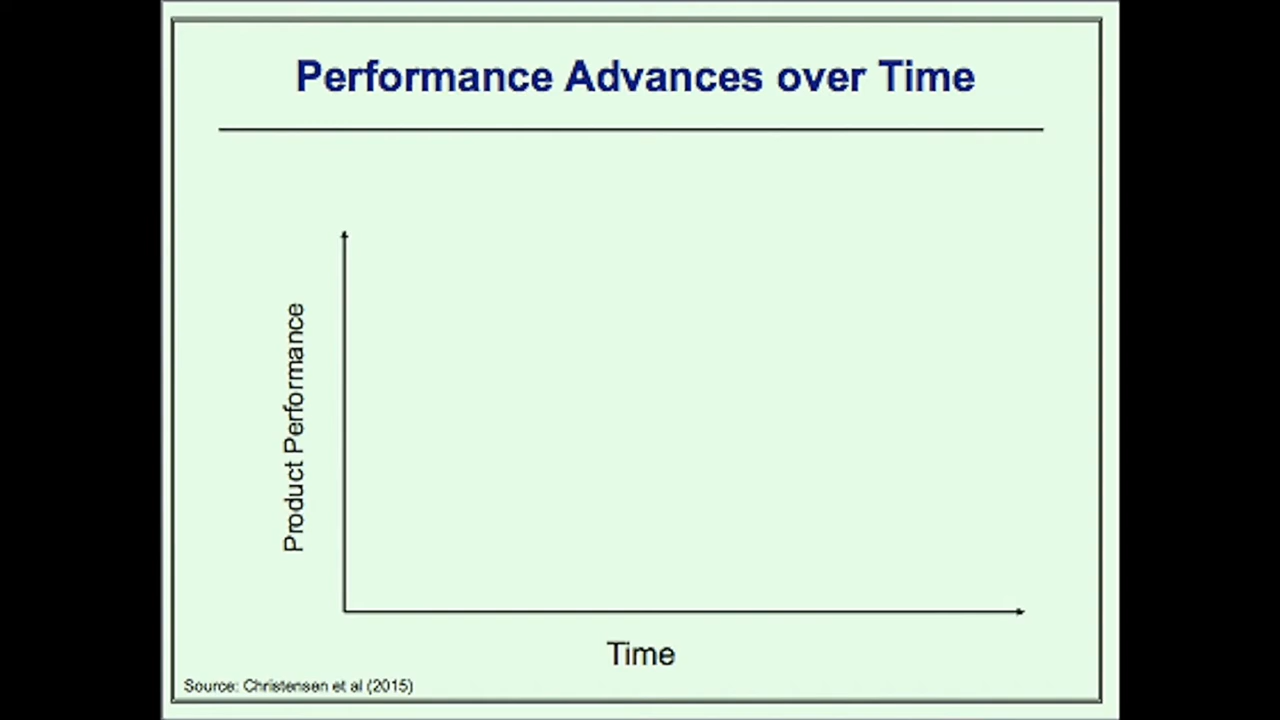 Performance Advances over Time
Product Performance
Time
Source: Christensen et al (2015)